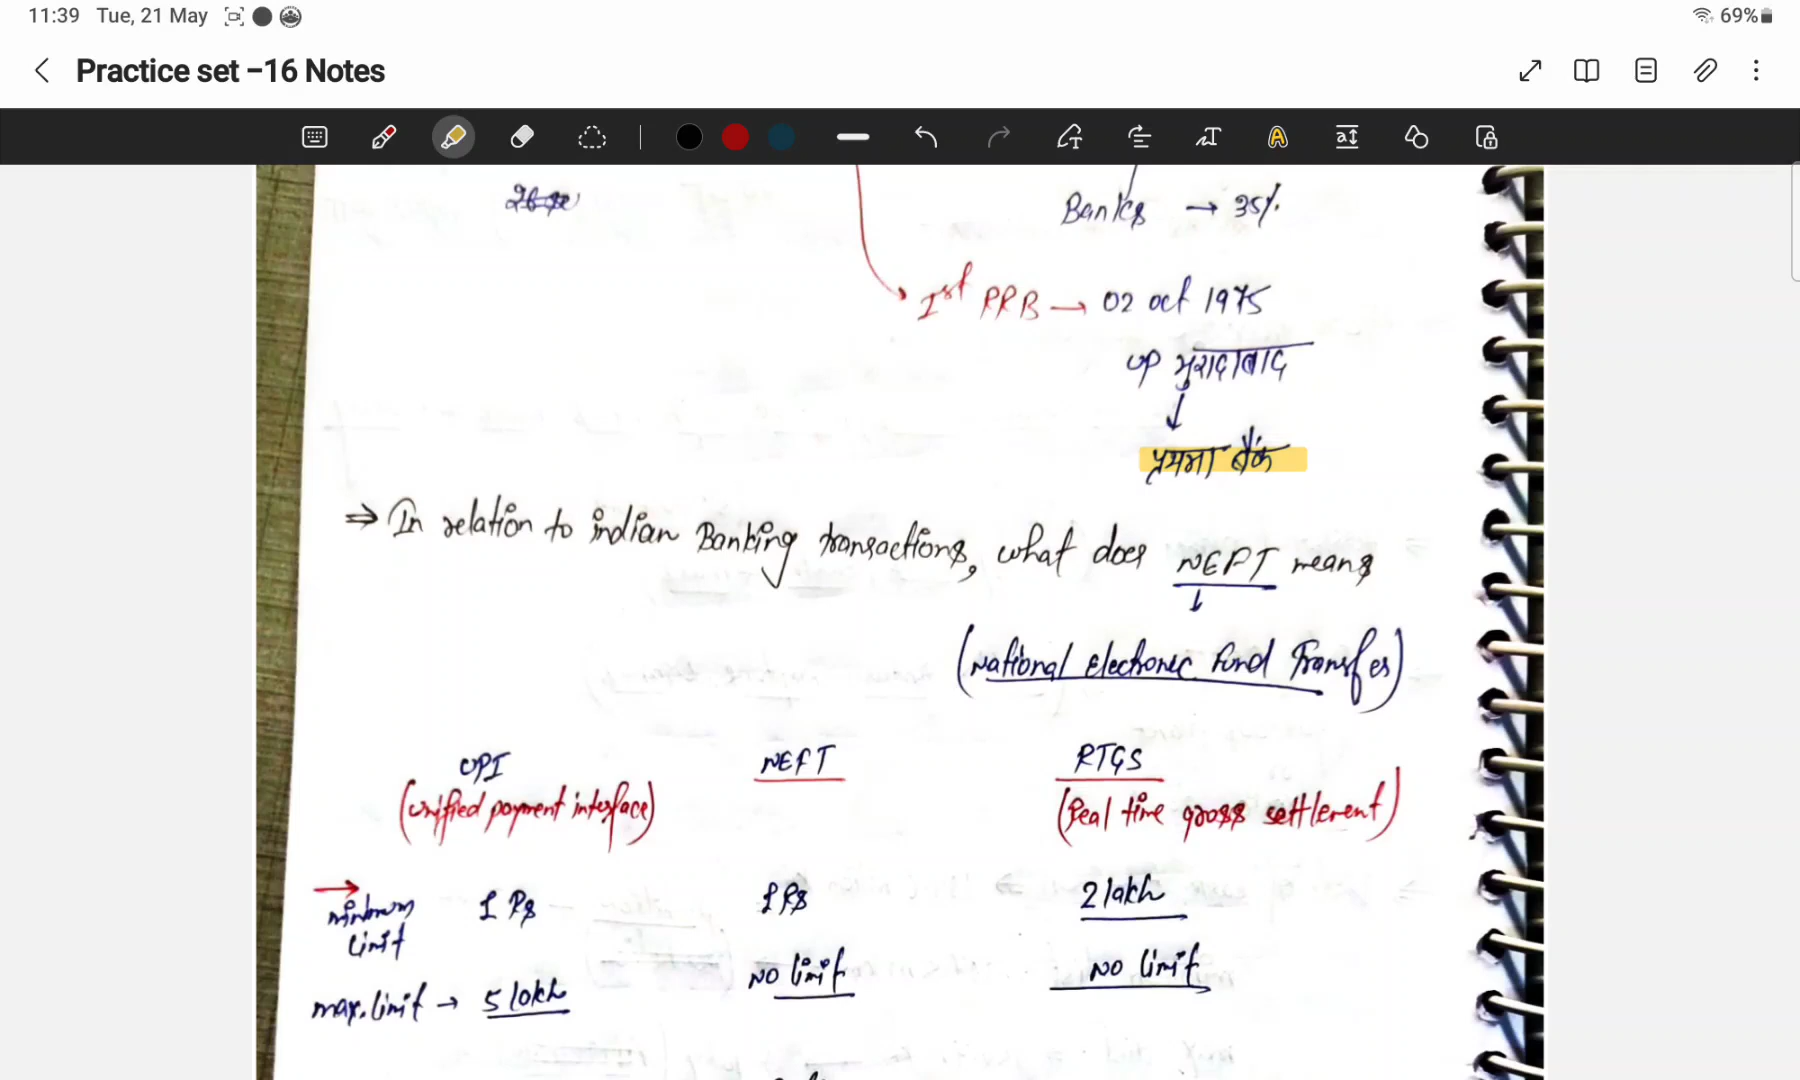 11:39 Tue, 21 May 69%
Practice set –16 Notes
Banks → 35%
1st RRB → 02 oct 1975
UP मुरादाबाद
↓
प्रथमा बैंक
⇒ In relation to indian Banking transactions, what does NEFT means
↓
(National Electronic Fund Transfer)
UPI NEFT RTGS
(unified payment interface) (Real time gross settlement)
→
minimum limit 1 Rs 1 Rs 2 lakh
max. limit → 5 lakh No limit No limit